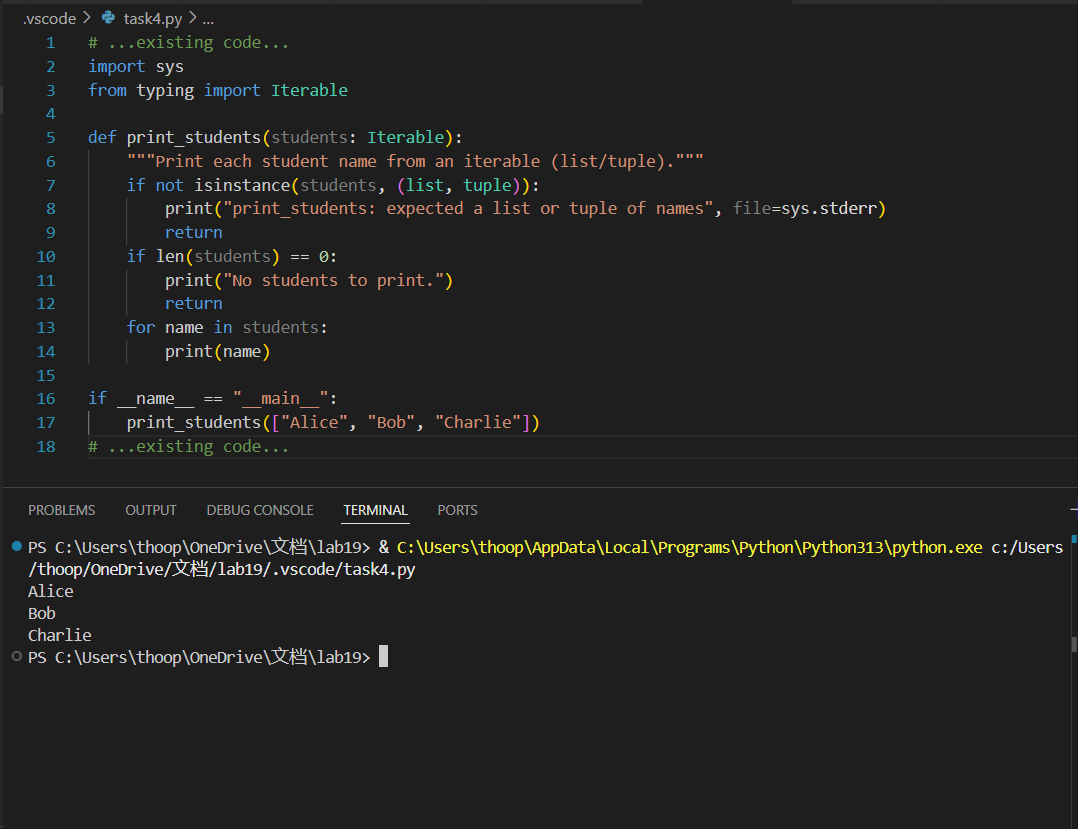 .vscode > task4.py > ...
1 # ...existing code...
2 import sys
3 from typing import Iterable
4
5 def print_students(students: Iterable):
6     """Print each student name from an iterable (list/tuple)."""
7     if not isinstance(students, (list, tuple)):
8         print("print_students: expected a list or tuple of names", file=sys.stderr)
9         return
10     if len(students) == 0:
11         print("No students to print.")
12         return
13     for name in students:
14         print(name)
15
16 if __name__ == "__main__":
17     print_students(["Alice", "Bob", "Charlie"])
18 # ...existing code...
PROBLEMS OUTPUT DEBUG CONSOLE TERMINAL PORTS
PS C:\Users\thoop\OneDrive\文档\lab19> & C:\Users\thoop\AppData\Local\Programs\Python\Python313\python.exe c:/Users
/thoop/OneDrive/文档/lab19/.vscode/task4.py
Alice
Bob
Charlie
PS C:\Users\thoop\OneDrive\文档\lab19>